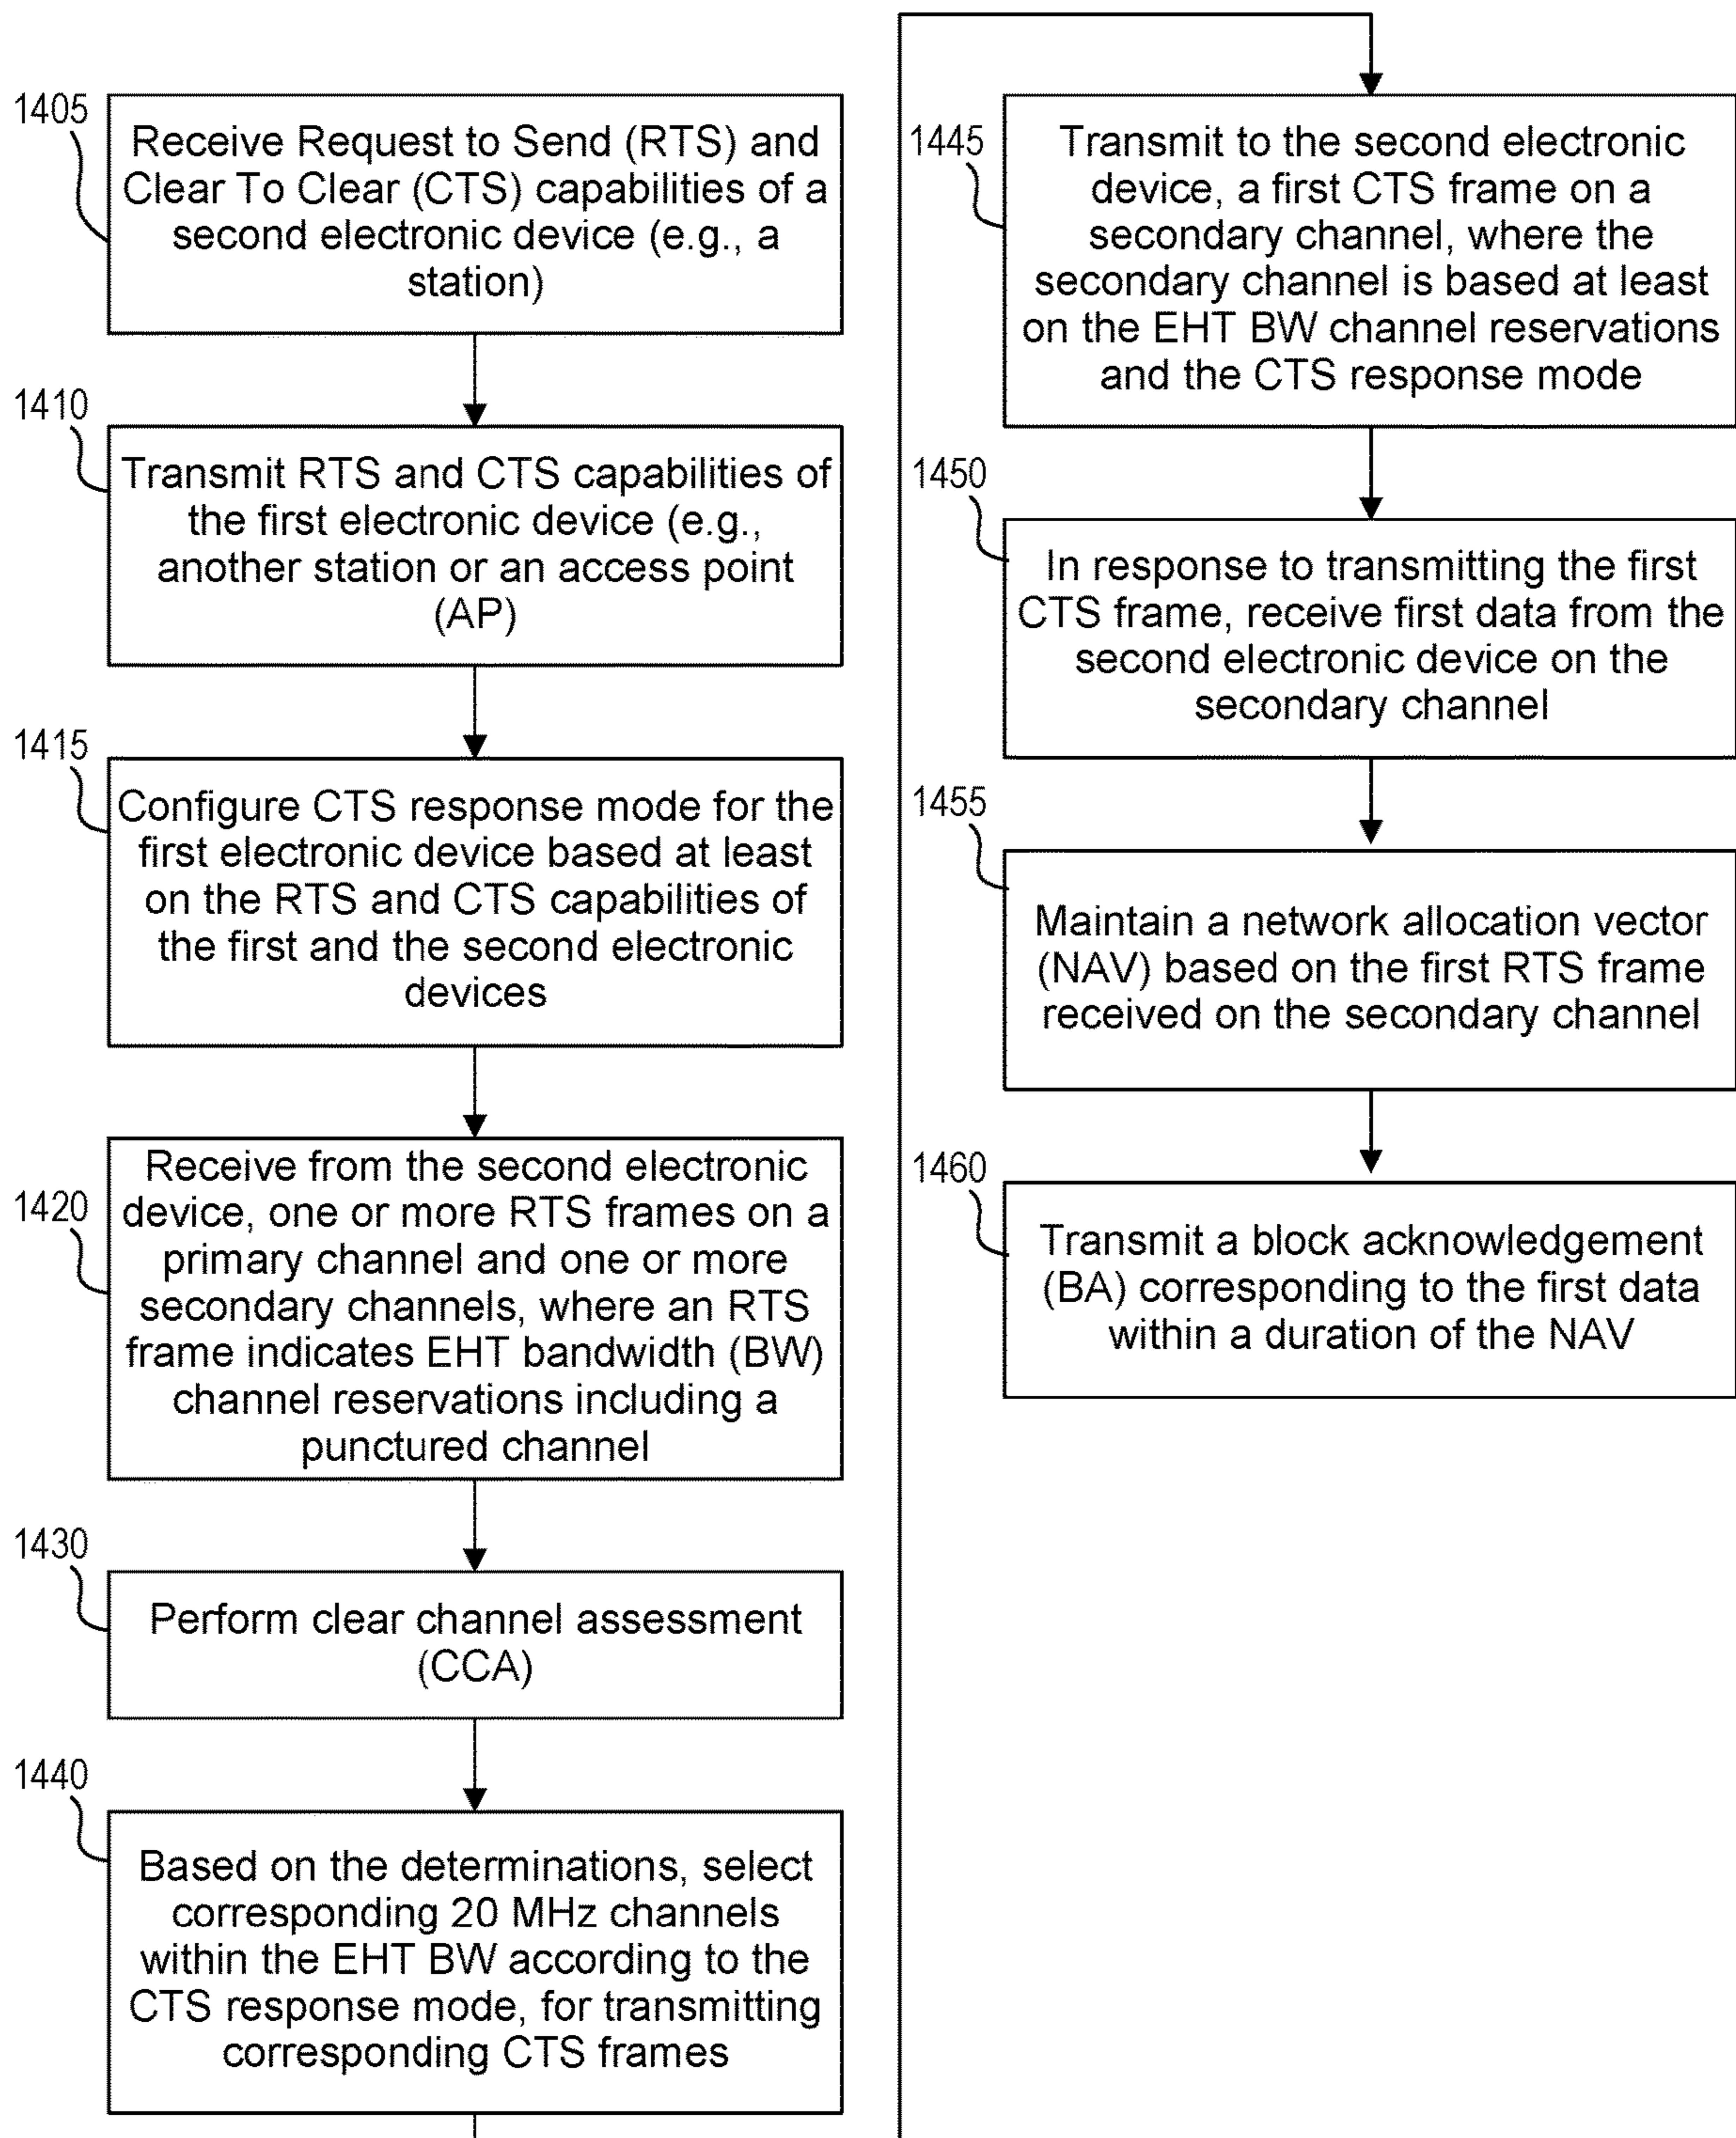 1405
Receive Request to Send (RTS) and
Clear To Clear (CTS) capabilities of a
second electronic device (e.g., a
station)
1410
Transmit RTS and CTS capabilities of
the first electronic device (e.g.,
another station or an access point
(AP)
1415
Configure CTS response mode for the
first electronic device based at least
on the RTS and CTS capabilities of
the first and the second electronic
devices
1420
Receive from the second electronic
device, one or more RTS frames on a
primary channel and one or more
secondary channels, where an RTS
frame indicates EHT bandwidth (BW)
channel reservations including a
punctured channel
1430
Perform clear channel assessment
(CCA)
1440
Based on the determinations, select
corresponding 20 MHz channels
within the EHT BW according to the
CTS response mode, for transmitting
corresponding CTS frames
1445
Transmit to the second electronic
device, a first CTS frame on a
secondary channel, where the
secondary channel is based at least
on the EHT BW channel reservations
and the CTS response mode
1450
In response to transmitting the first
CTS frame, receive first data from the
second electronic device on the
secondary channel
1455
Maintain a network allocation vector
(NAV) based on the first RTS frame
received on the secondary channel
1460
Transmit a block acknowledgement
(BA) corresponding to the first data
within a duration of the NAV